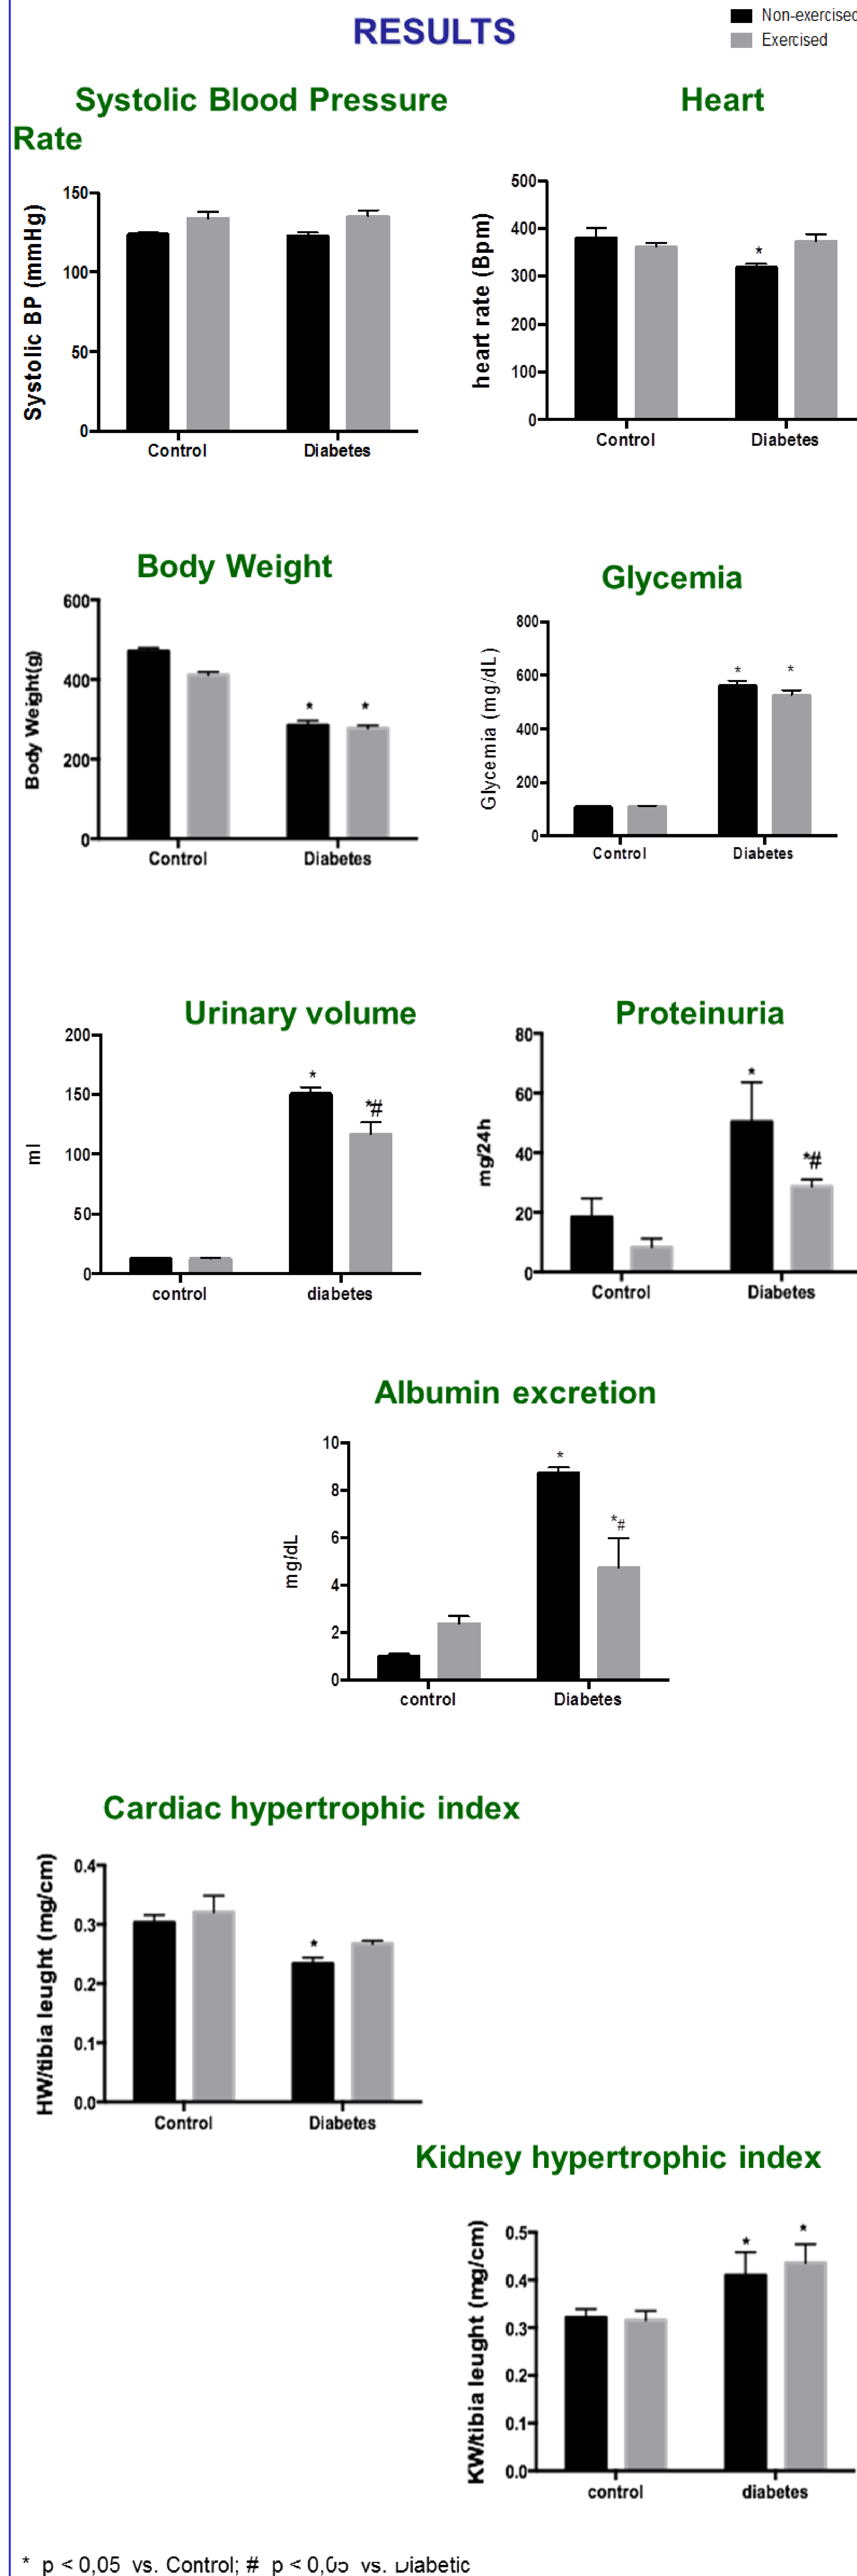 RESULTS
Non-exercised
Exercised
Systolic Blood Pressure Heart
Rate
Systolic BP (mmHg)
150
100
50
0
Control Diabetes
heart rate (Bpm)
500
400
300
200
100
0
*
Control Diabetes
Body Weight
Body Weight(g)
600
400
200
0
* *
Control Diabetes
Glycemia
Glycemia (mg/dL)
800
600
400
200
0
* *
Control Diabetes
Urinary volume
ml
200
150
100
50
0
* *#
control diabetes
Proteinuria
mg/24h
80
60
40
20
0
* *#
Control Diabetes
Albumin excretion
mg/dL
10
8
6
4
2
0
* *#
control Diabetes
Cardiac hypertrophic index
HW/tibia leught (mg/cm)
0.4
0.3
0.2
0.1
0.0
*
Control Diabetes
Kidney hypertrophic index
KW/tibia leught (mg/cm)
0.5
0.4
0.3
0.2
0.1
0.0
* *
control diabetes
* p < 0,05 vs. Control; # p < 0,05 vs. Diabetic